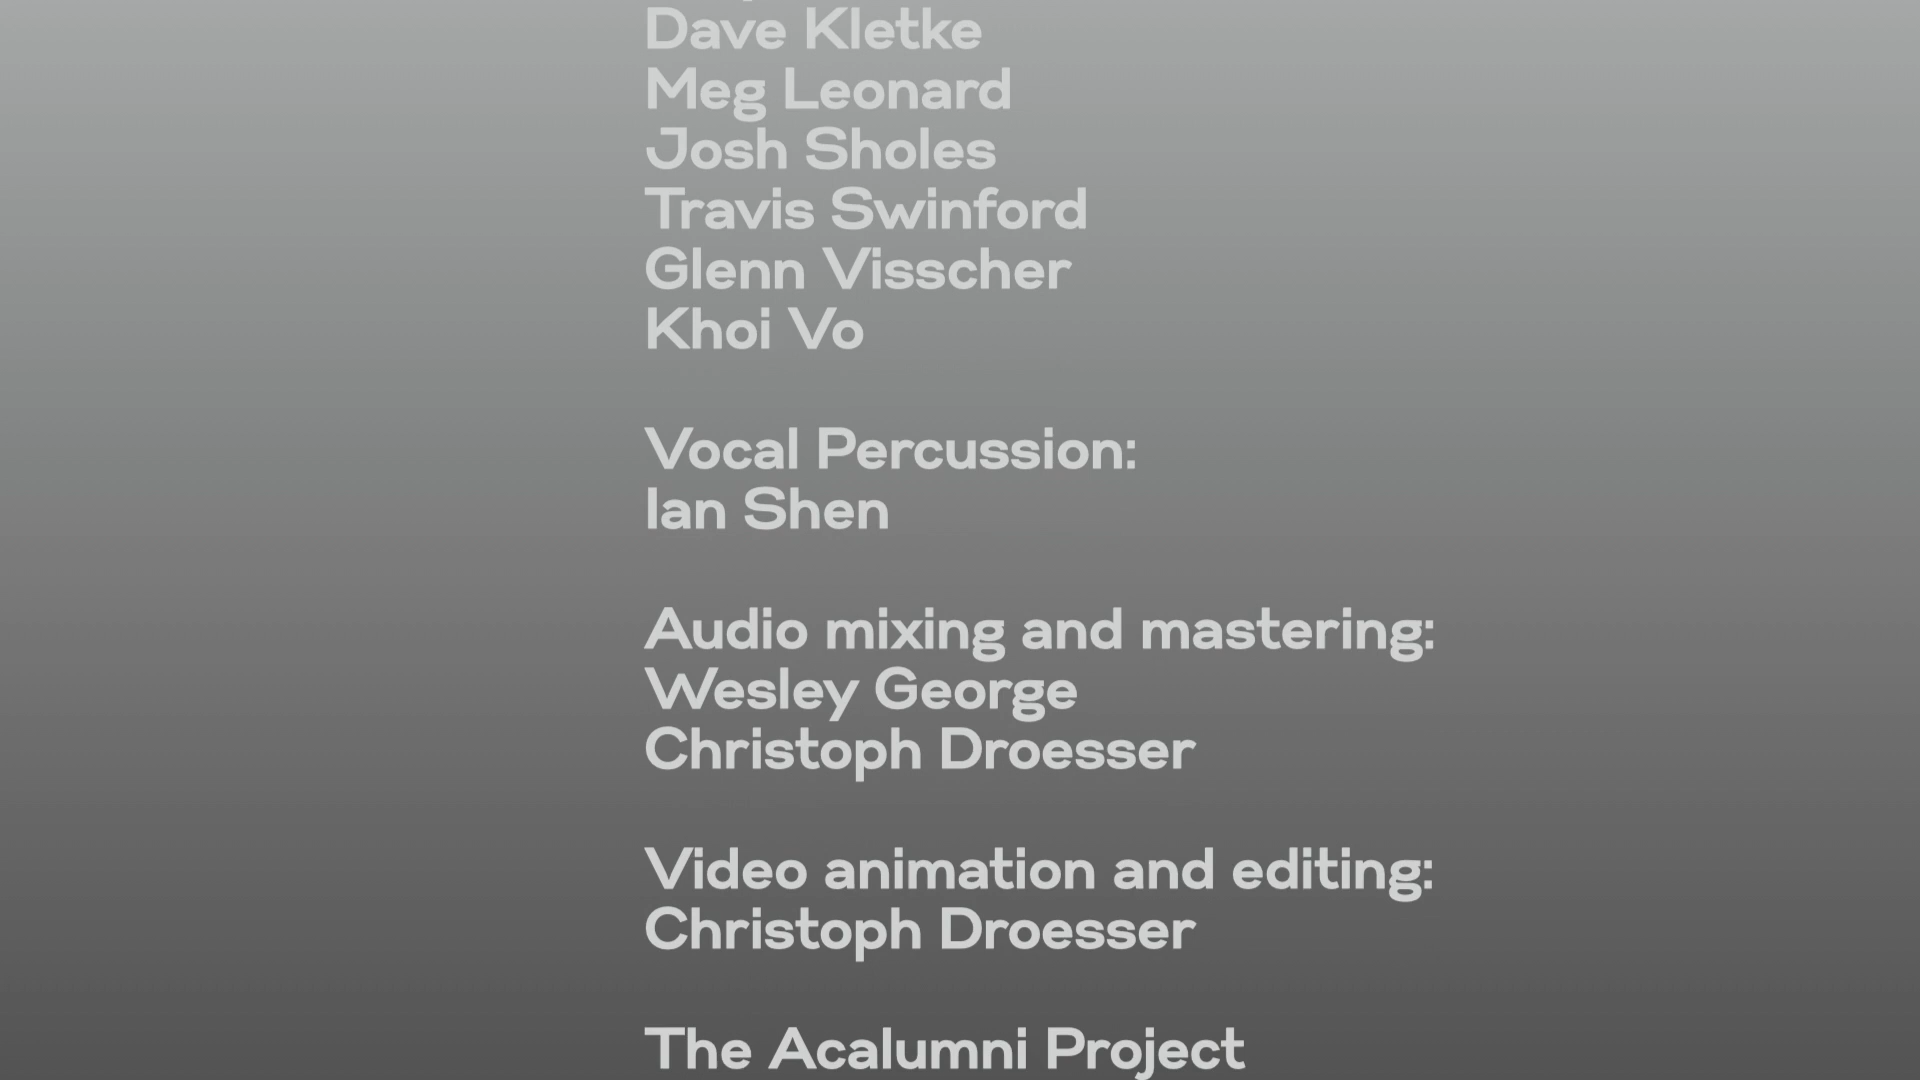 Dave Kletke
Meg Leonard
Josh Sholes
Travis Swinford
Glenn Visscher
Khoi Vo
Vocal Percussion:
Ian Shen
Audio mixing and mastering:
Wesley George
Christoph Droesser
Video animation and editing:
Christoph Droesser
The Acalumni Project